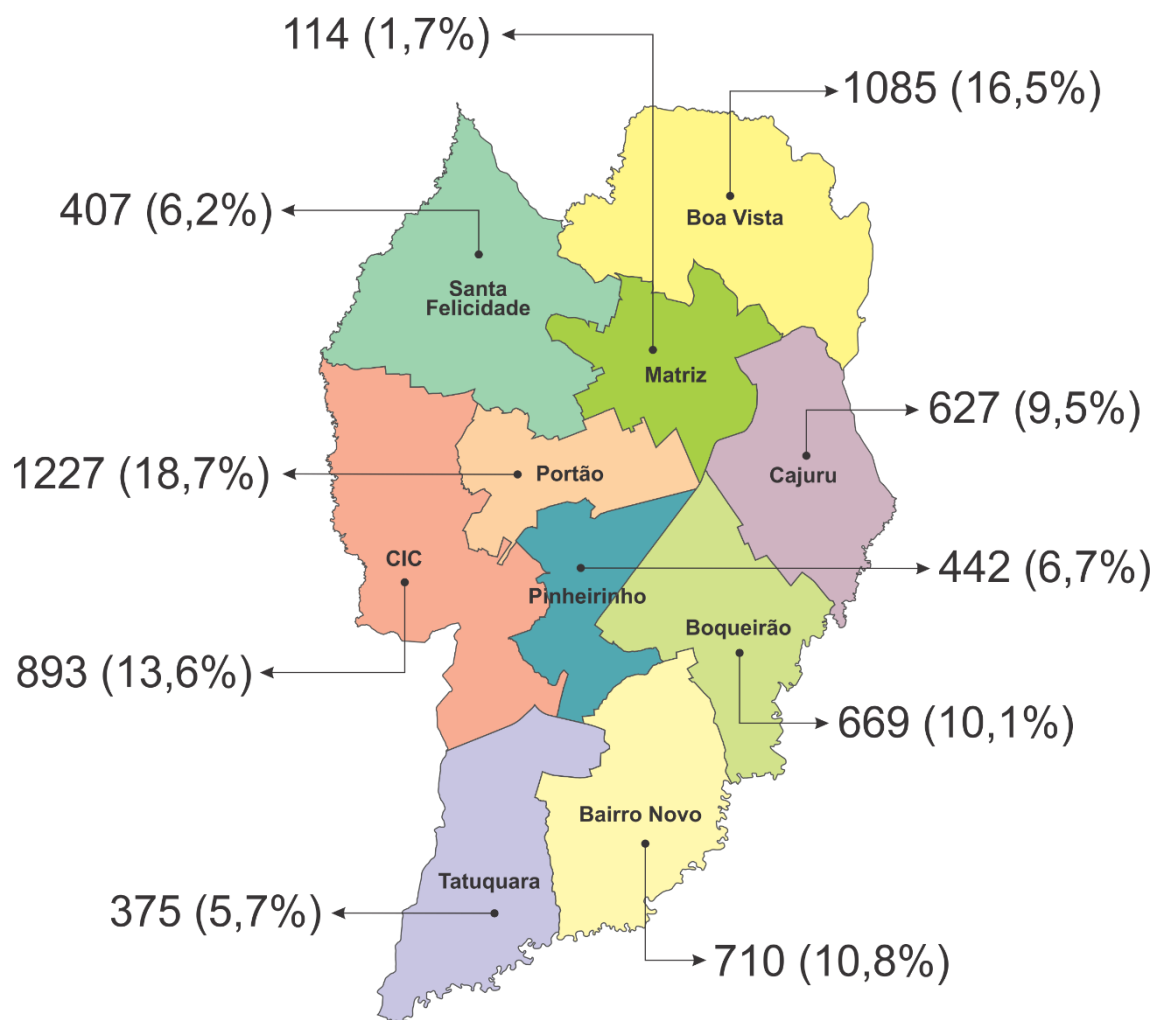 114 (1,7%)
1085 (16,5%)
407 (6,2%)
Boa Vista
Santa
Felicidade
Matriz
627 (9,5%)
1227 (18,7%)
Portão
Cajuru
CIC
442 (6,7%)
Pinheirinho
Boqueirão
893 (13,6%)
669 (10,1%)
Bairro Novo
Tatuquara
375 (5,7%)
710 (10,8%)